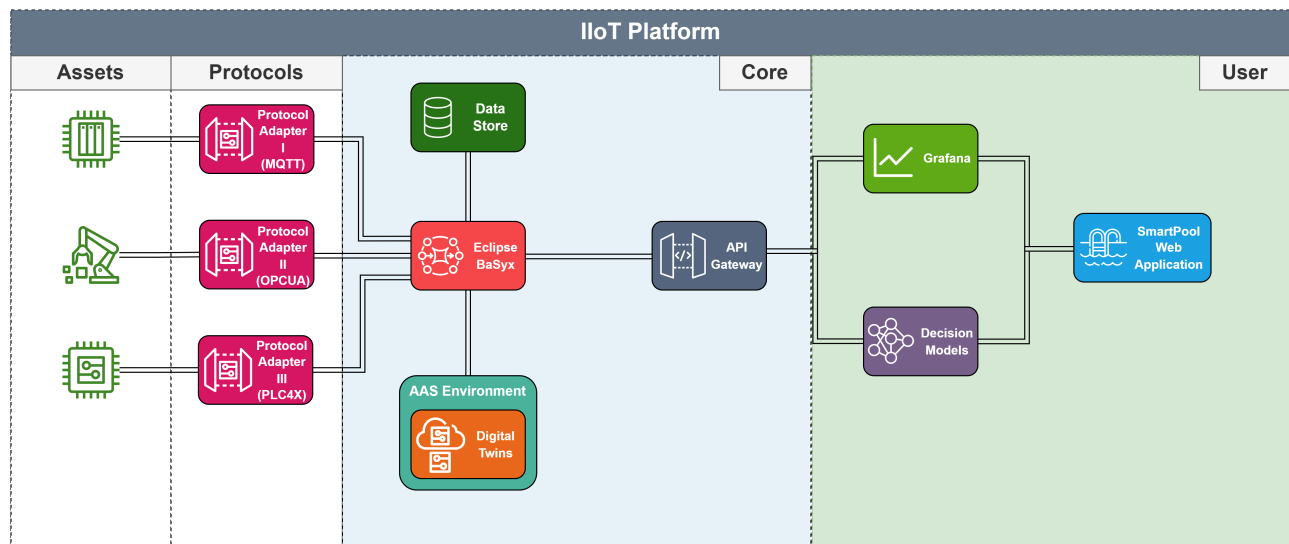 IIoT Platform
Assets
Protocols
Core
User
Protocol
Adapter
I
(MQTT)
Protocol
Adapter
II
(OPCUA)
Protocol
Adapter
III
(PLC4X)
Data
Store
Eclipse
BaSyx
AAS Environment
Digital
Twins
API
Gateway
Grafana
Decision
Models
SmartPool
Web
Application